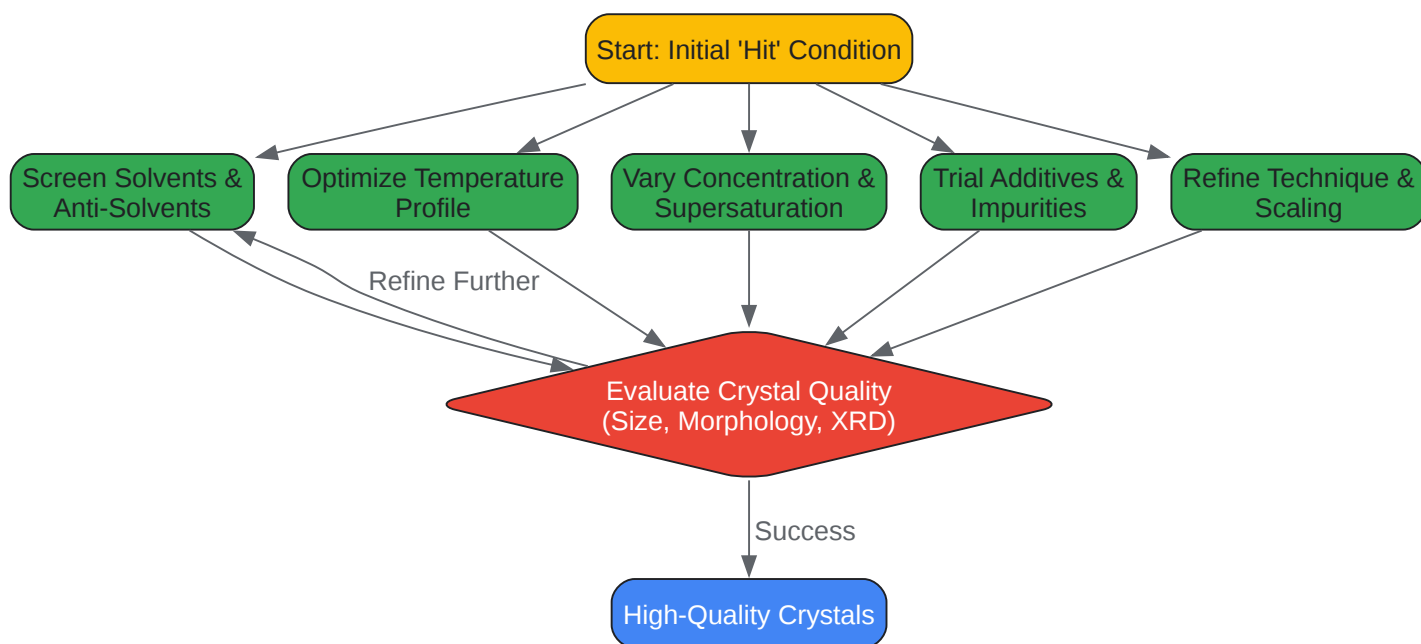 Start: Initial 'Hit' Condition
Screen Solvents &
Anti-Solvents
Optimize Temperature
Profile
Vary Concentration &
Supersaturation
Trial Additives &
Impurities
Refine Technique &
Scaling
Refine Further
Evaluate Crystal Quality
(Size, Morphology, XRD)
Success
High-Quality Crystals